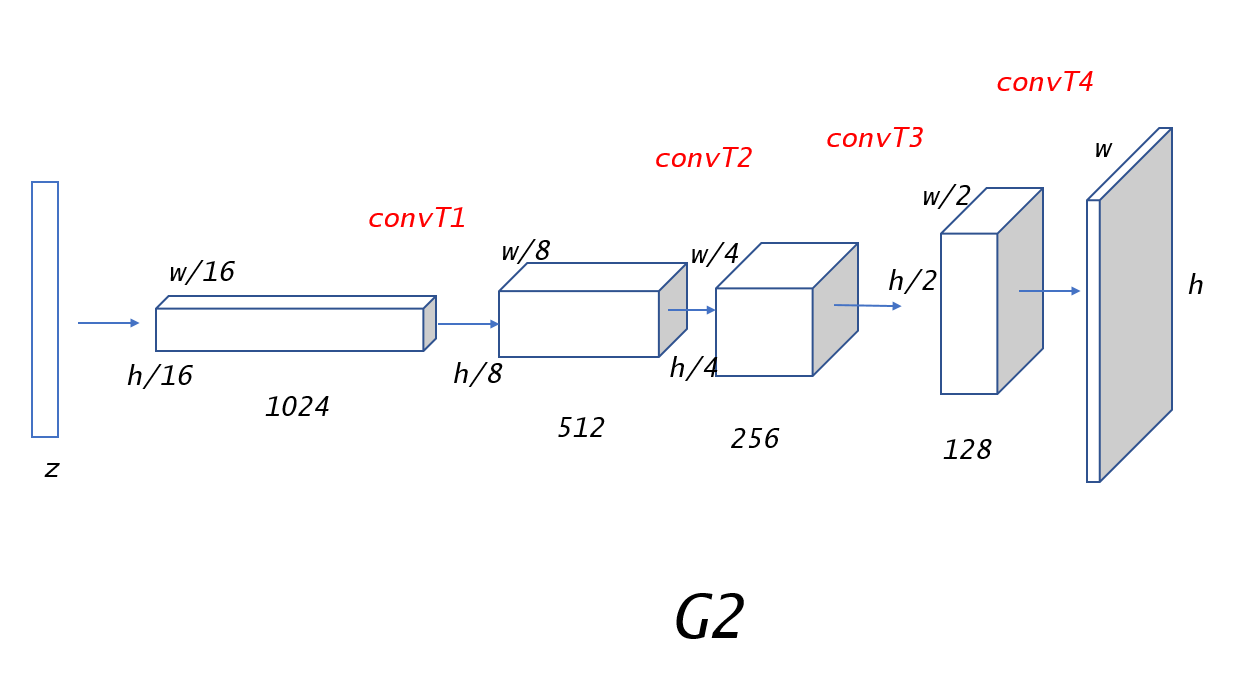 convT4
convT3
w
convT2
w/2
convT1
w/8
w/4
w/16
h/2
h
h/16
h/8
h/4
1024
512
256
128
z
G2